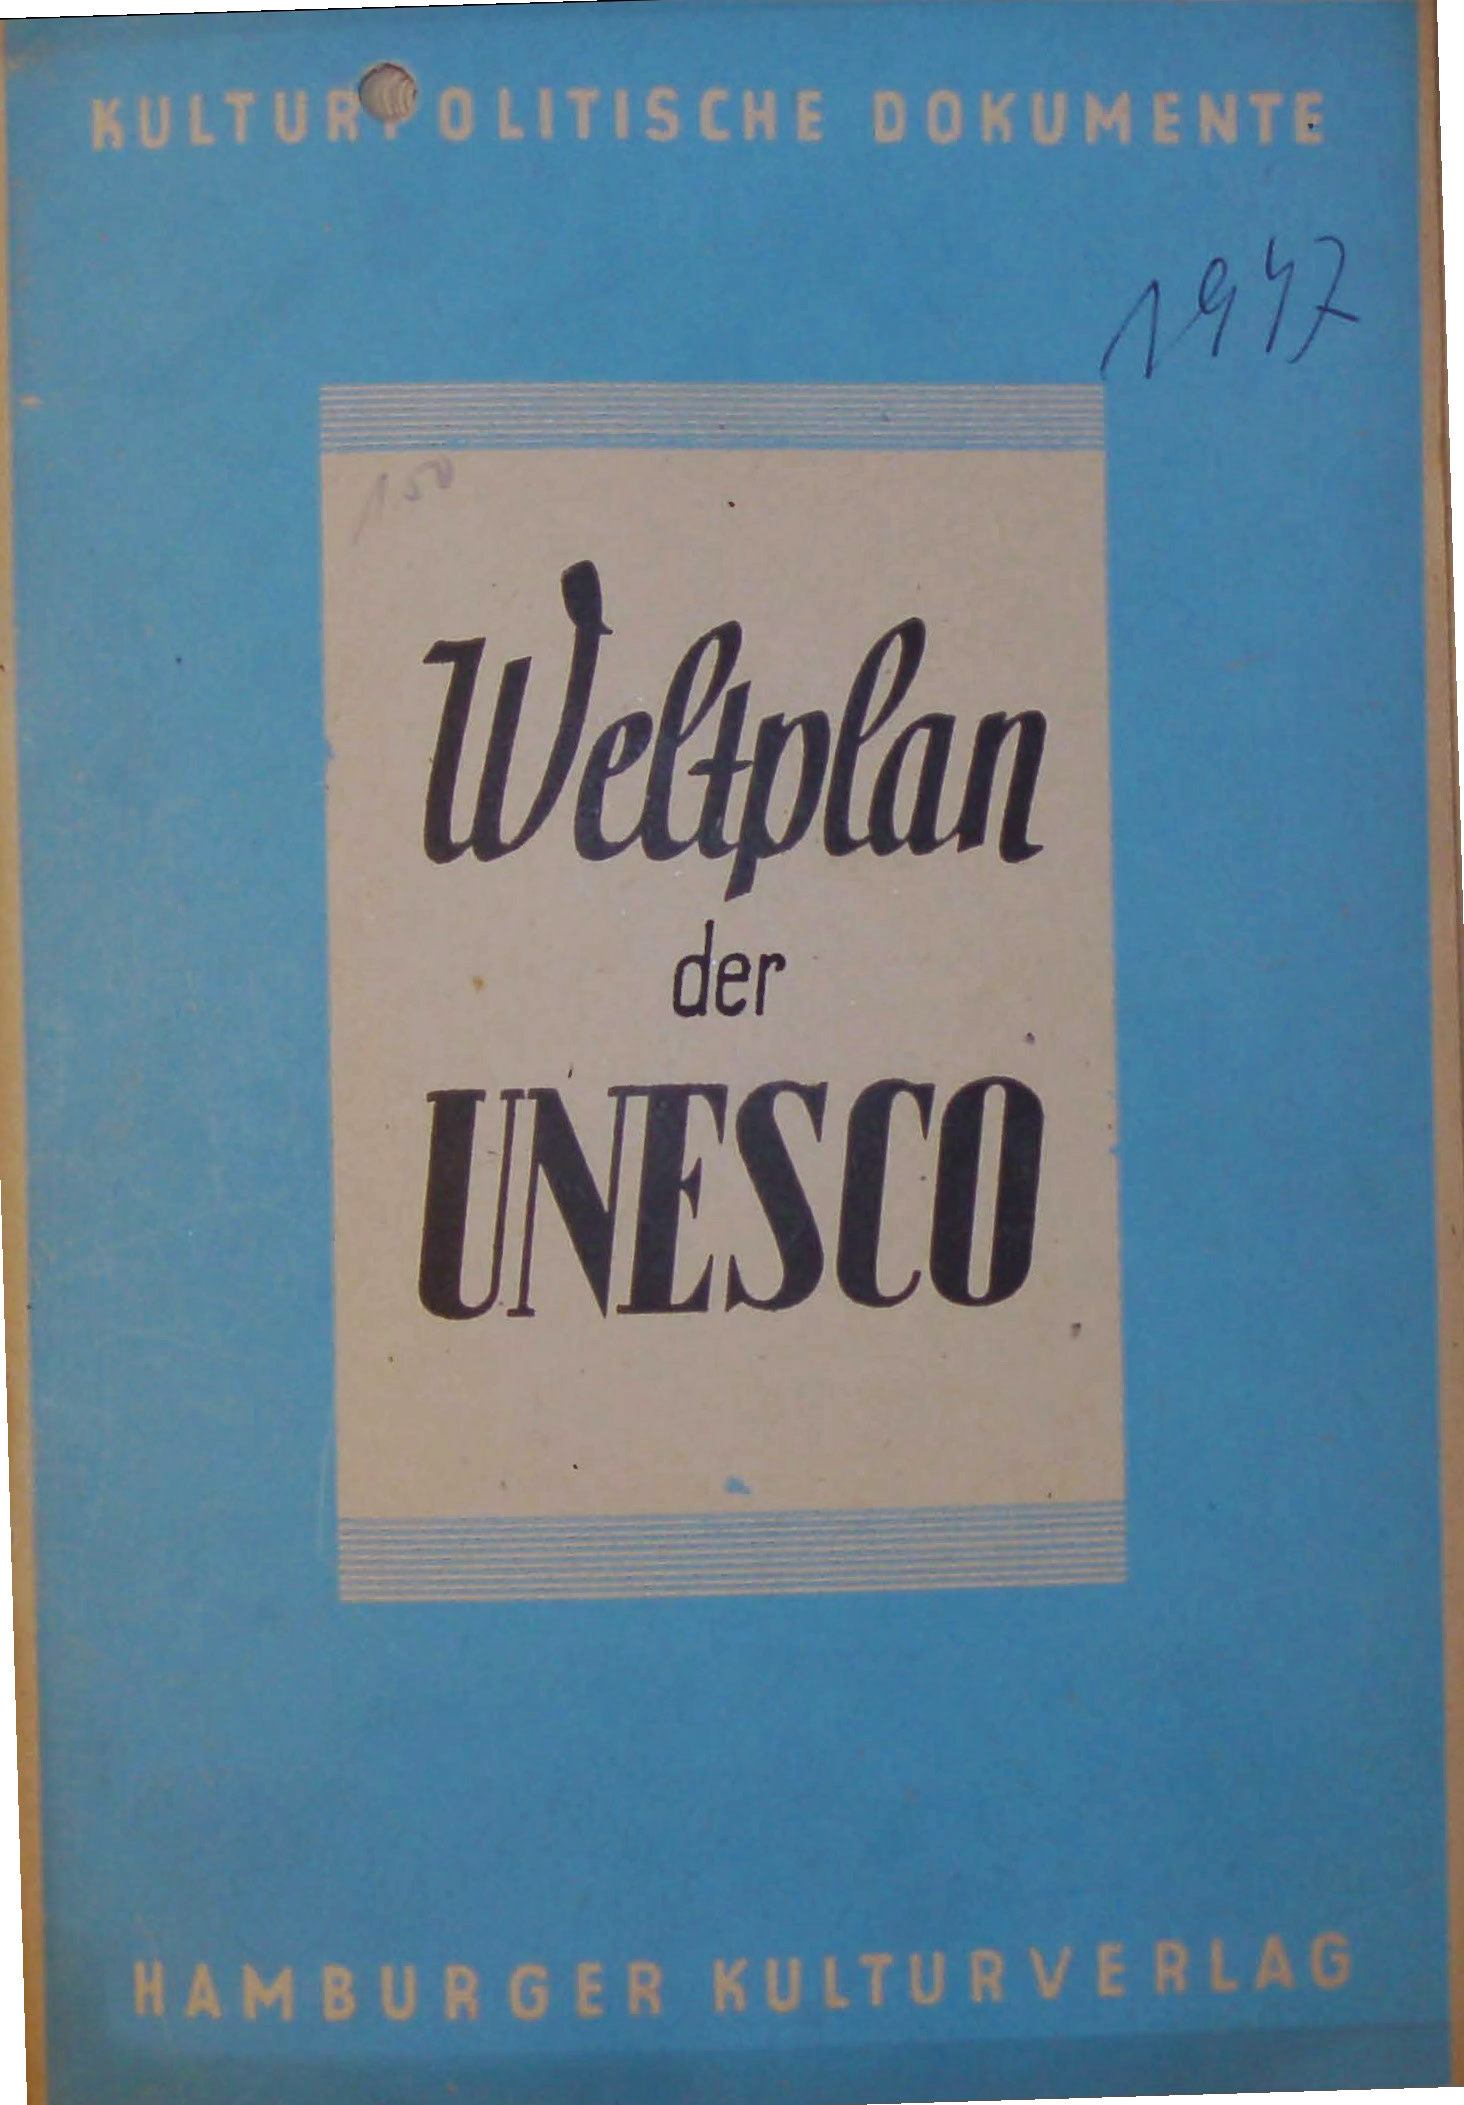 KULTURPOLITISCHE DOKUMENTE
1947
150
Weltplan
der
UNESCO
HAMBURGER KULTURVERLAG